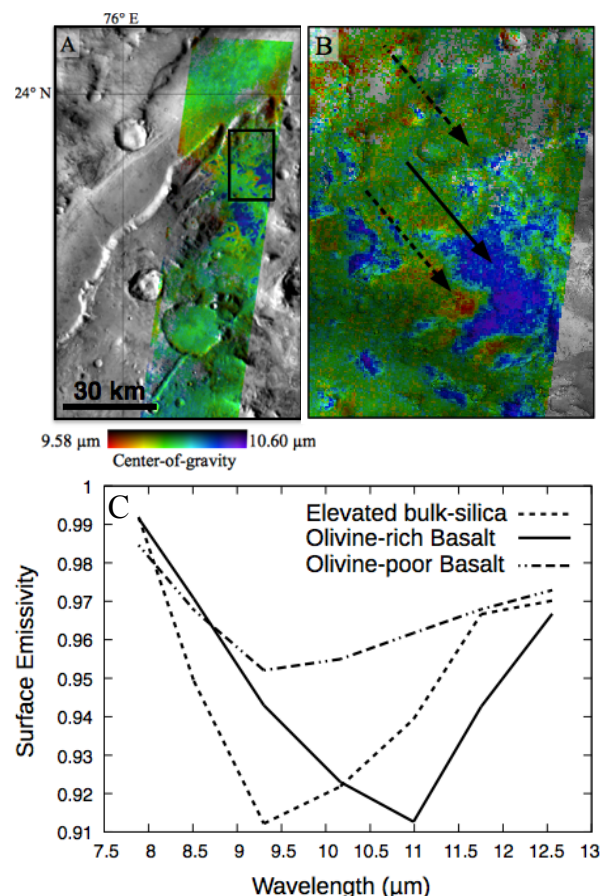 76° E
A
24° N
30 km
B
9.58 μm 10.60 μm
Center-of-gravity
C
Elevated bulk-silica
Olivine-rich Basalt
Olivine-poor Basalt
1
0.99
0.98
0.97
0.96
0.95
0.94
0.93
0.92
0.91
Surface Emissivity
7.5 8 8.5 9 9.5 10 10.5 11 11.5 12 12.5 13
Wavelength (μm)